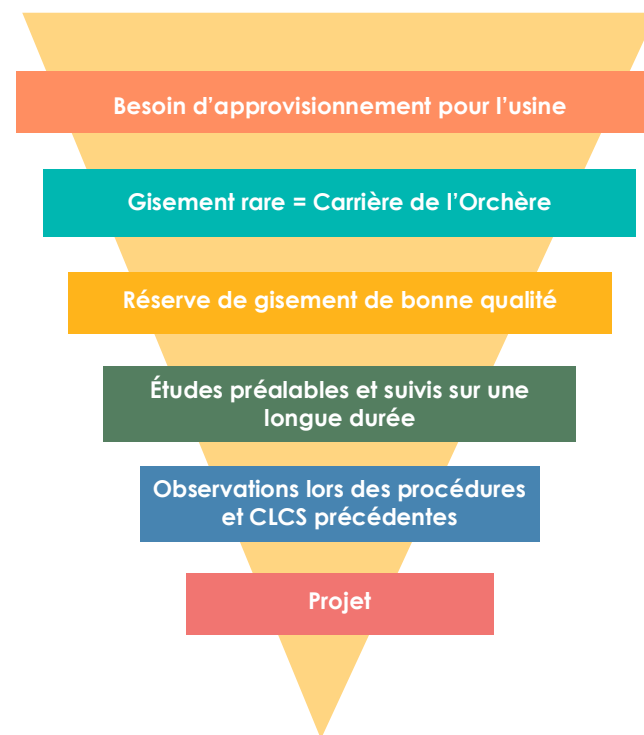 Besoin d’approvisionnement pour l’usine
Gisement rare = Carrière de l’Orchère
Réserve de gisement de bonne qualité
Études préalables et suivis sur une
longue durée
Observations lors des procédures
et CLCS précédentes
Projet